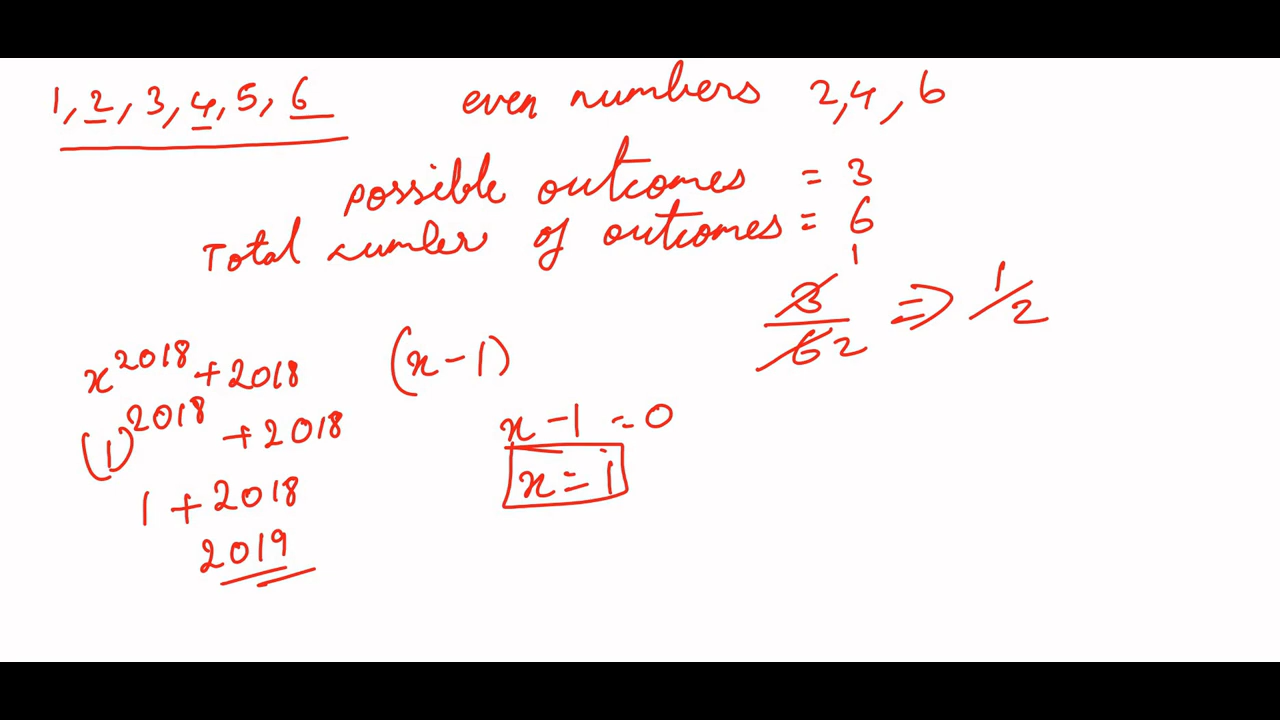 1, 2, 3, 4, 5, 6 even numbers 2, 4, 6
possible outcomes = 3
Total number of outcomes = 6
1
3/6 2 => 1/2
x^2018 + 2018 (x - 1)
(1)^2018 + 2018 x - 1 = 0
1 + 2018 x = 1
2019